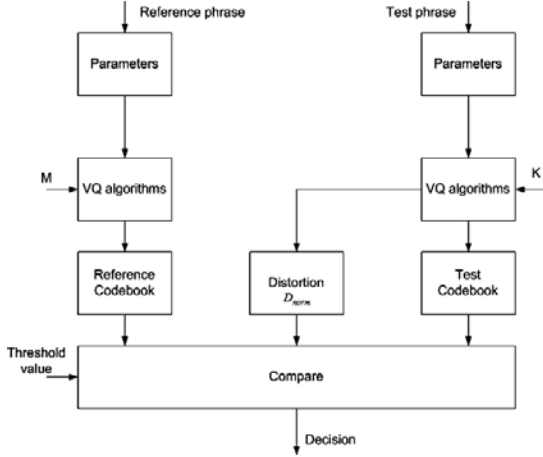 Reference phrase
Test phrase
Parameters
Parameters
M
VQ algorithms
VQ algorithms
K
Reference
Codebook
Distortion
D_norm
Test
Codebook
Threshold
value
Compare
Decision